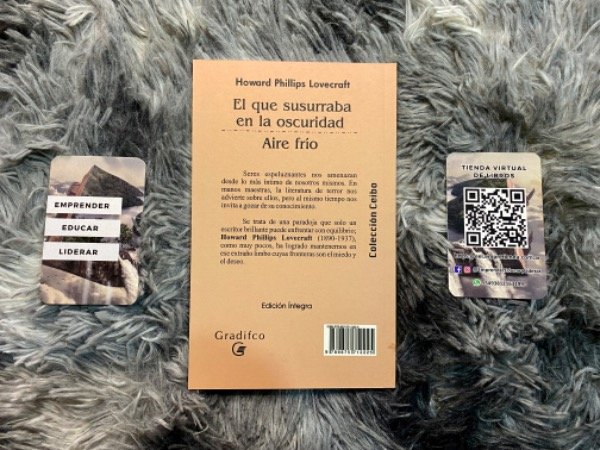 Howard Phillips Lovecraft
El que susurraba
en la oscuridad
Aire frío
Seres espeluznantes nos amenazan
desde lo más íntimo de nosotros mismos. En
manos maestras, la literatura de terror nos
advierte sobre ellos, pero al mismo tiempo nos
invita a gozar de su conocimiento.
Se trata de una paradoja que solo un
escritor brillante puede enfrentar con equilibrio;
Howard Phillips Lovecraft (1890-1937),
como muy pocos, ha logrado mantenernos en
ese extraño limbo cuyas fronteras son el miedo y
el deseo.
Colección Ceiba
Edición Íntegra
Gradifco
EMPRENDER
EDUCAR
LIDERAR
TIENDA VIRTUAL
DE LIBROS